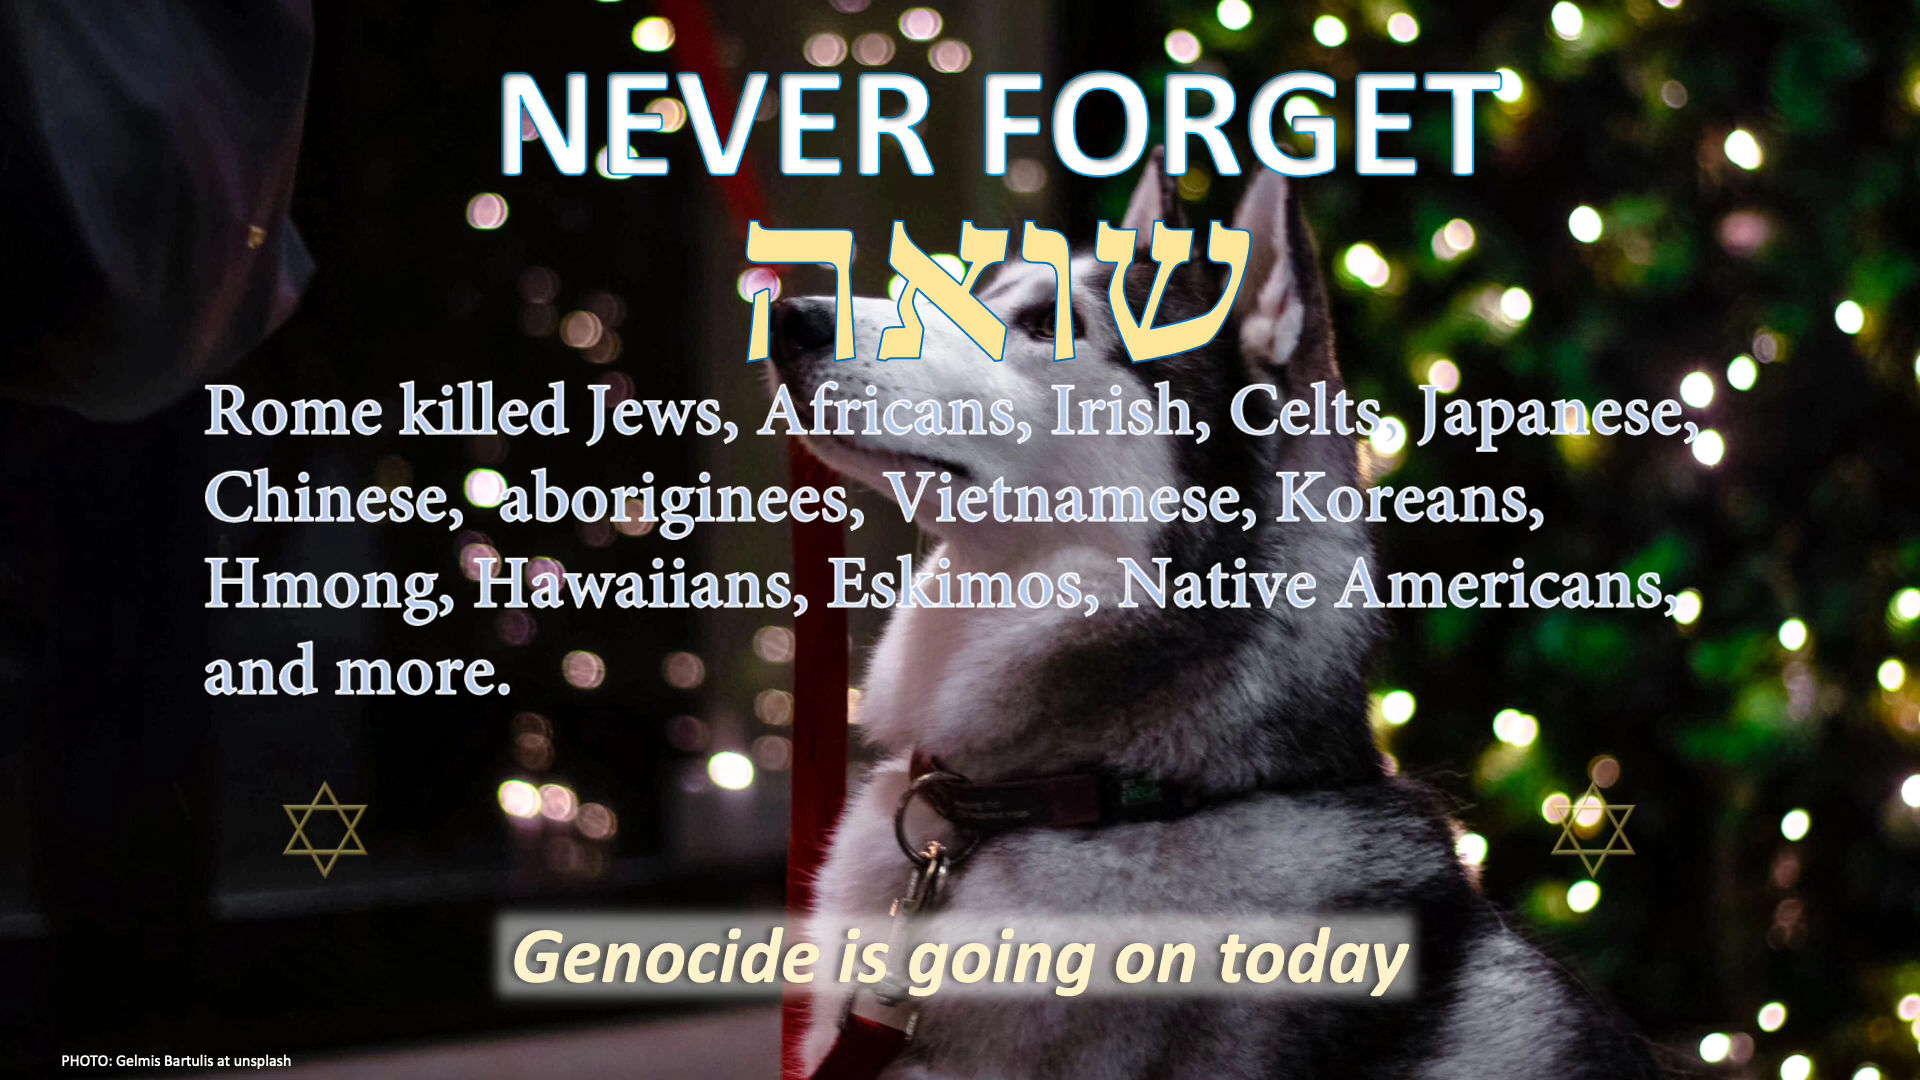 NEVER FORGET
שואה
Rome killed Jews, Africans, Irish, Celts, Japanese,
Chinese,  aboriginees, Vietnamese, Koreans,
Hmong, Hawaiians, Eskimos, Native Americans,
and more.
Genocide is going on today
PHOTO: Gelmis Bartulis at unsplash